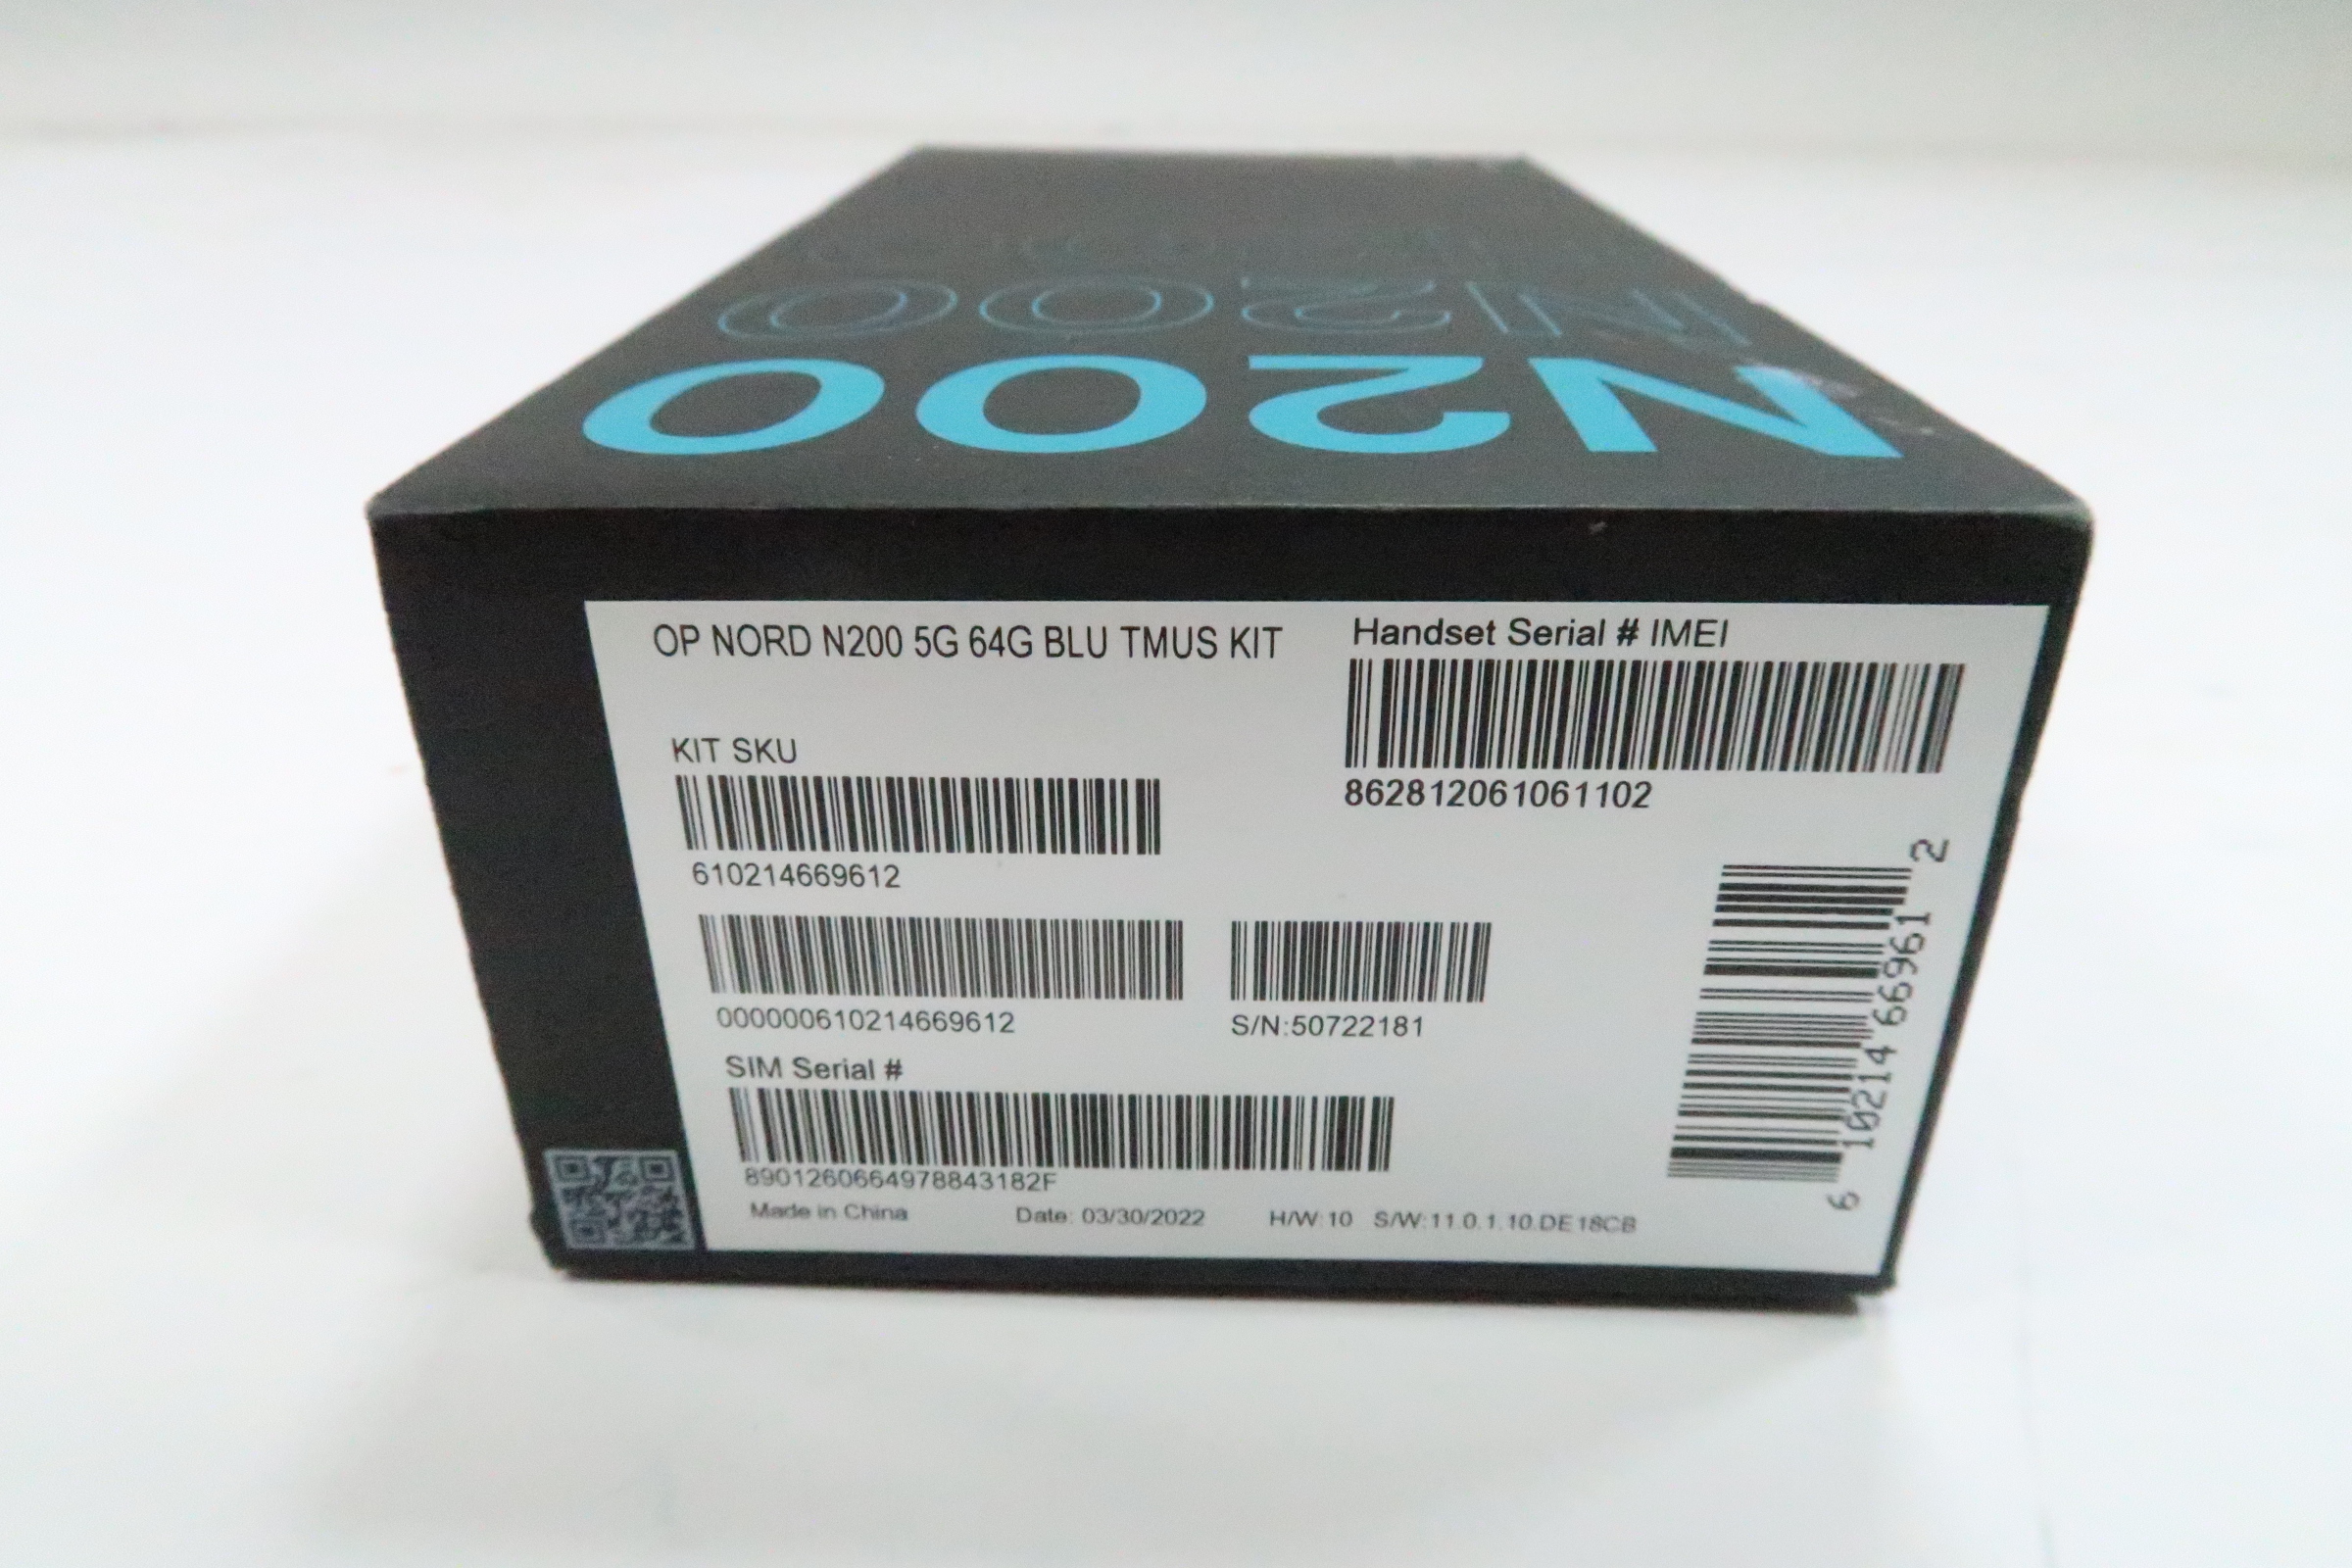 N200
N200
OP NORD N200 5G 64G BLU TMUS KIT
Handset Serial # IMEI
862812061061102
KIT SKU
610214669612
0000006102146​69612
S/N:50722181
SIM Serial #
8901260664978843182F
Made in China Date: 03/30/2022 H/W:10 S/W:11.0.1.10.DE18CB
6 10214 66961 2